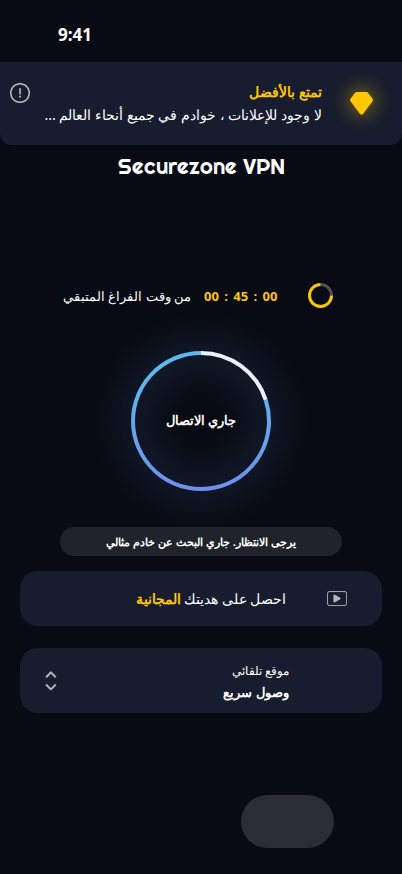 9:41
تمتع بالأفضل
لا وجود للإعلانات ، خوادم في جميع أنحاء العالم ...
Securezone VPN
00 : 45 : 00 من وقت الفراغ المتبقي
جاري الاتصال
يرجى الانتظار. جاري البحث عن خادم مثالي
احصل على هديتك المجانية
موقع تلقائي
وصول سريع